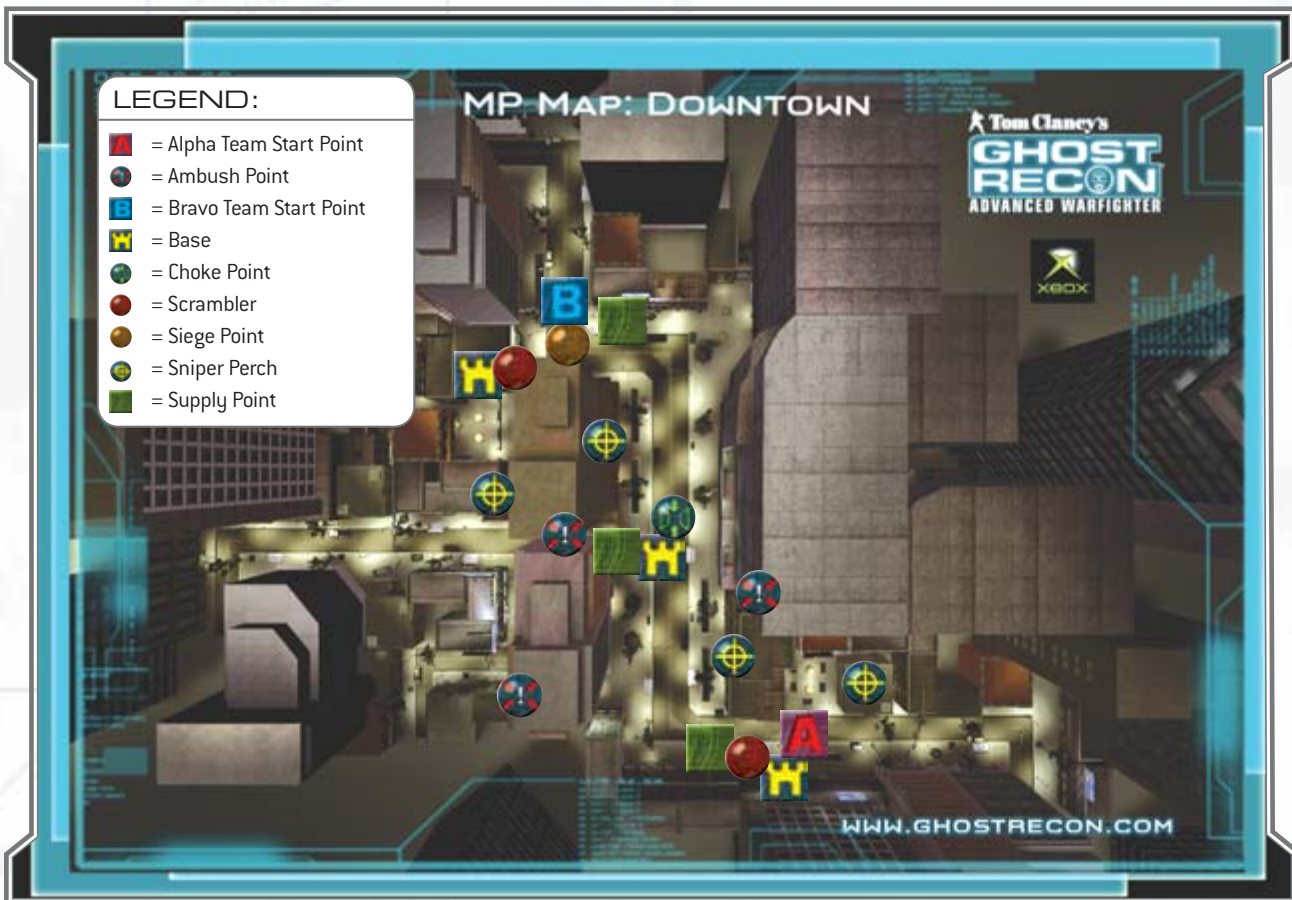 LEGEND:
A = Alpha Team Start Point
! = Ambush Point
B = Bravo Team Start Point
= Base
= Choke Point
= Scrambler
= Siege Point
= Sniper Perch
= Supply Point
MP Map: Downtown
Tom Clancy's
GHOST
RECON
ADVANCED WARFIGHTER
XBOX
B
!
!
!
A
WWW.GHOSTRECON.COM